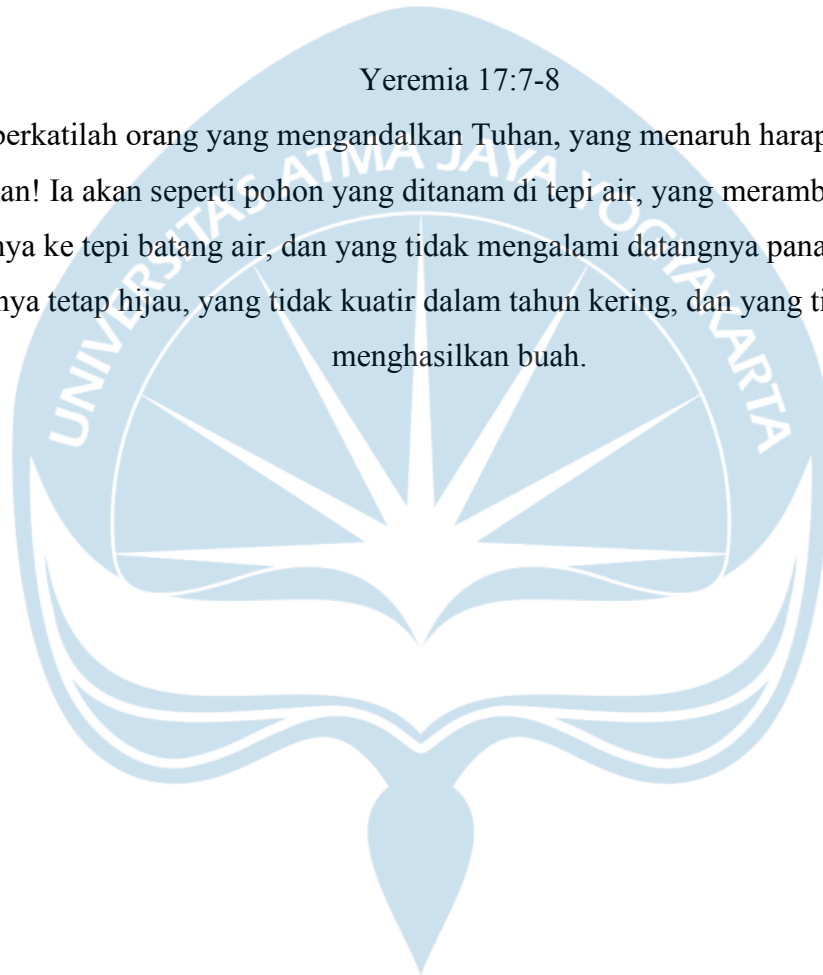 Yeremia 17:7-8
berkatilah orang yang mengandalkan Tuhan, yang menaruh harap
an! Ia akan seperti pohon yang ditanam di tepi air, yang meramb
nya ke tepi batang air, dan yang tidak mengalami datangnya pana
nya tetap hijau, yang tidak kuatir dalam tahun kering, dan yang ti
menghasilkan buah.
UNIVERSITAS ATMA JAYA YOGYAKARTA